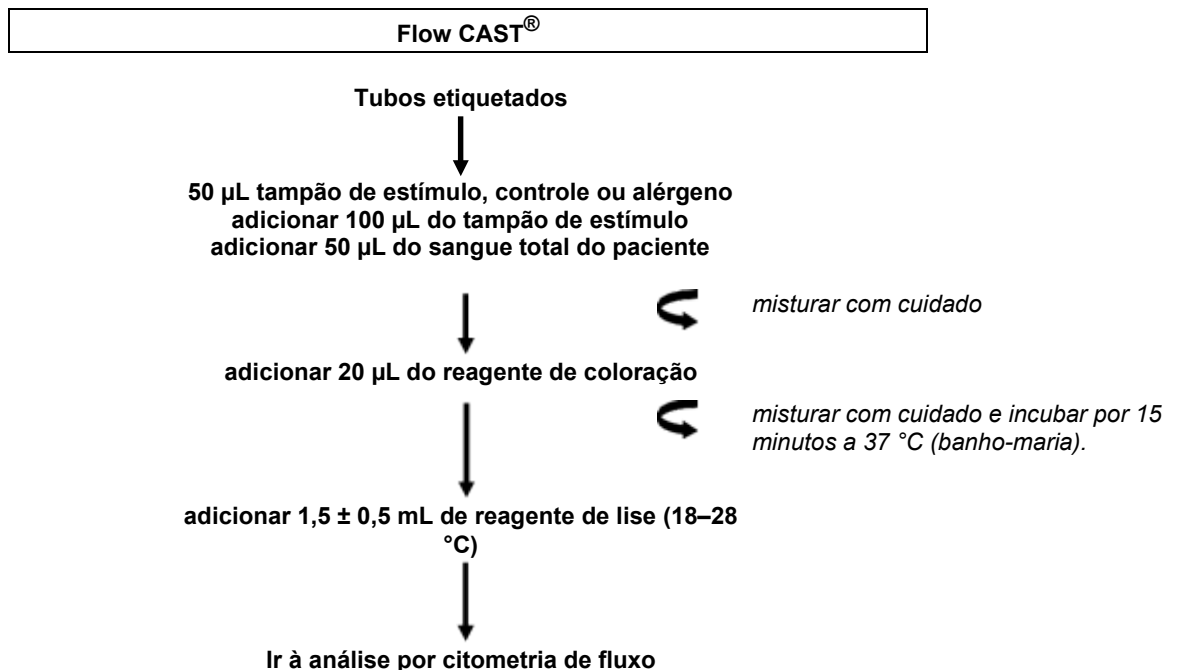 Flow CAST®
Tubos etiquetados
50 µL tampão de estímulo, controle ou alérgeno
adicionar 100 µL do tampão de estímulo
adicionar 50 µL do sangue total do paciente
misturar com cuidado
adicionar 20 µL do reagente de coloração
misturar com cuidado e incubar por 15
minutos a 37 °C (banho-maria).
adicionar 1,5 ± 0,5 mL de reagente de lise (18–28
°C)
Ir à análise por citometria de fluxo